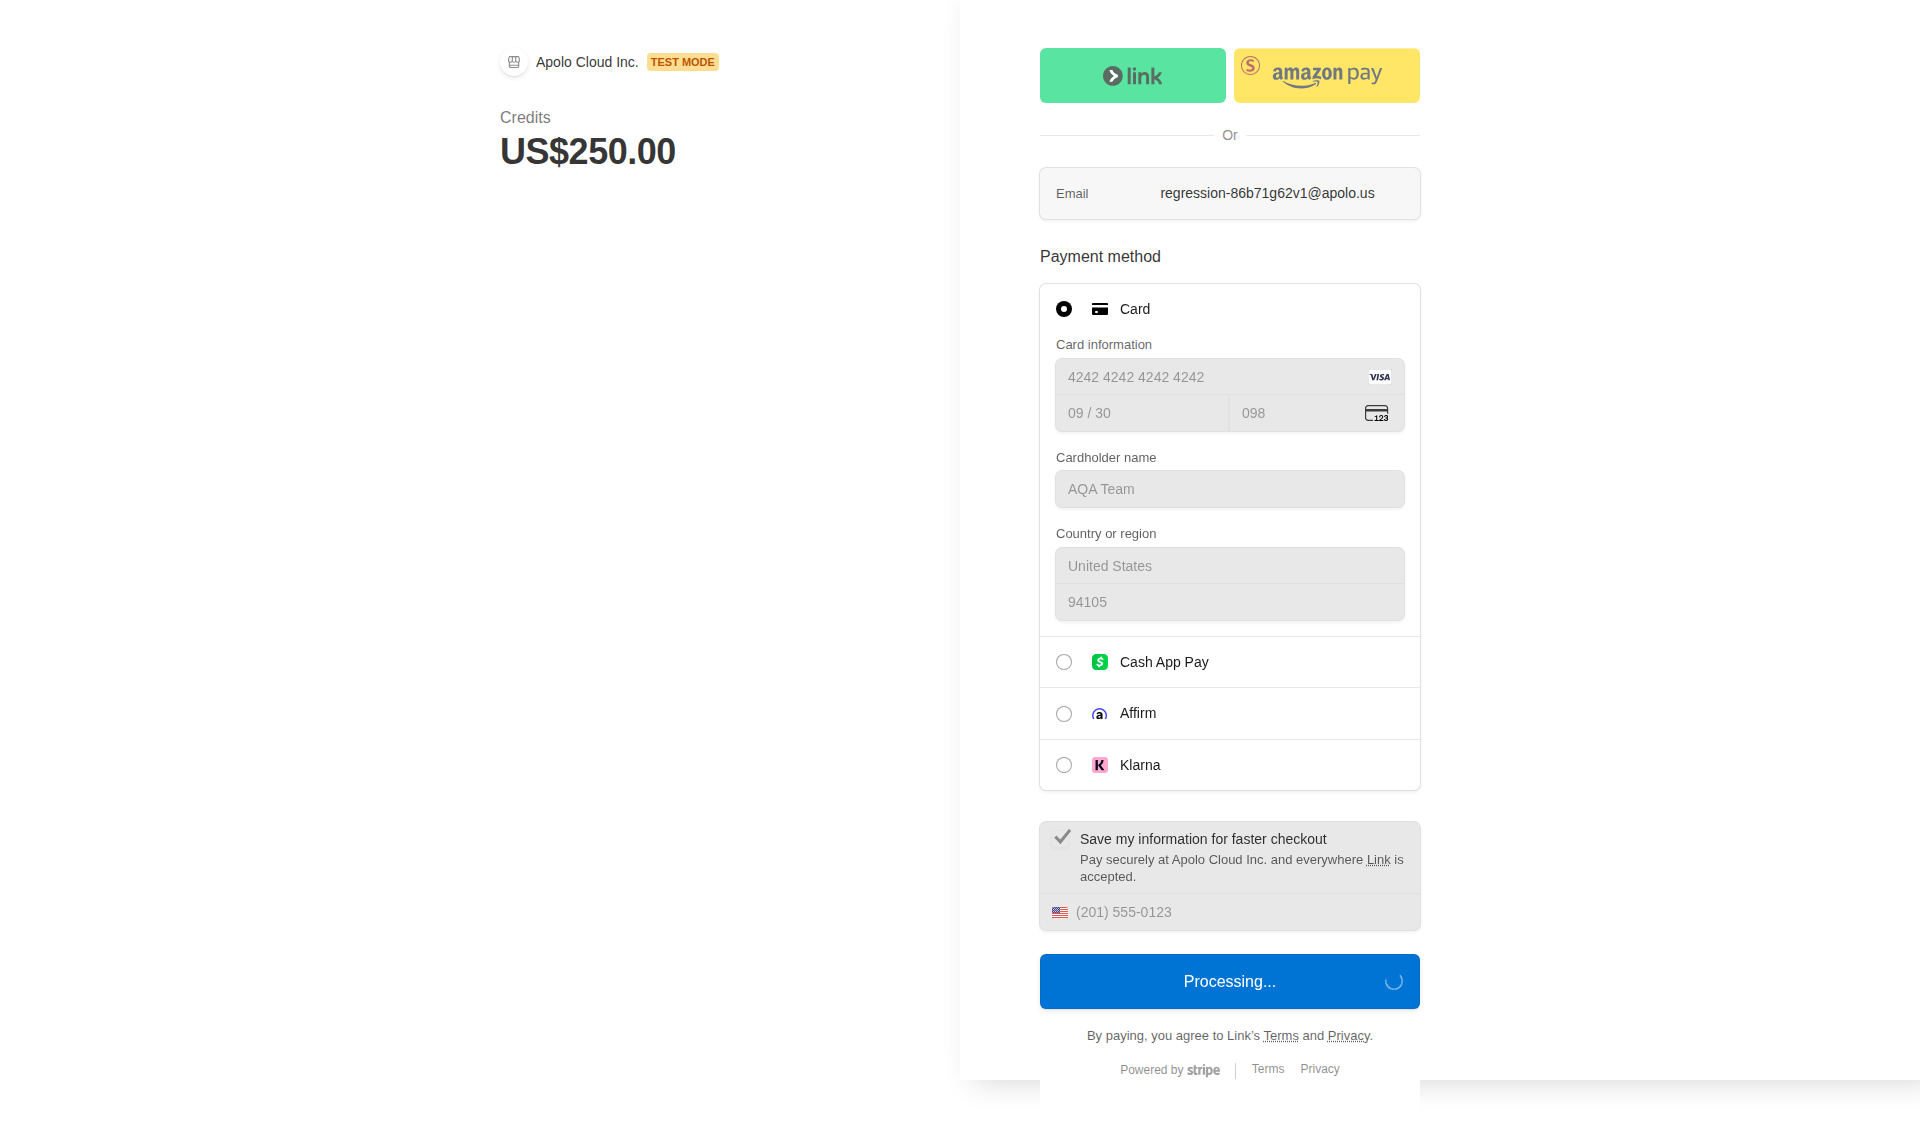 Apolo Cloud Inc. TEST MODE
Credits
US$250.00
link
amazon pay
Or
Email regression-86b71g62v1@apolo.us
Payment method
Card
Card information
4242 4242 4242 4242 VISA
09 / 30 098 123
Cardholder name
AQA Team
Country or region
United States
94105
Cash App Pay
Affirm
Klarna
Save my information for faster checkout
Pay securely at Apolo Cloud Inc. and everywhere Link is
accepted.
(201) 555-0123
Processing...
By paying, you agree to Link’s Terms and Privacy.
Powered by stripe Terms Privacy